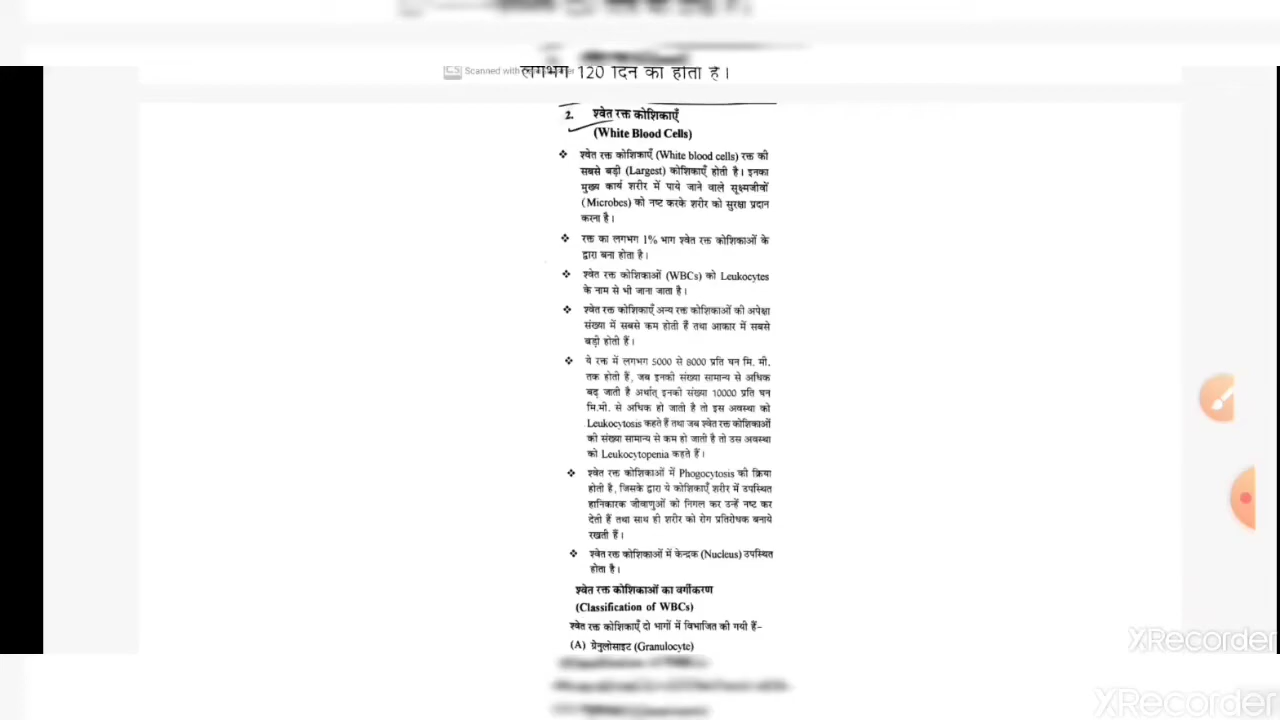 CS Scanned with
लगभग 120 दिन का होता है।
2. श्वेत रक्त कोशिकाएँ
(White Blood Cells)
❖ श्वेत रक्त कोशिकाएँ (White blood cells) रक्त की
सबसे बड़ी (Largest) कोशिकाएँ होती है। इनका
मुख्य कार्य शरीर में पाये जाने वाले सूक्ष्मजीवों
(Microbes) को नष्ट करके शरीर को सुरक्षा प्रदान
करना है।
❖ रक्त का लगभग 1% भाग श्वेत रक्त कोशिकाओं के
द्वारा बना होता है।
❖ श्वेत रक्त कोशिकाओं (WBCs) को Leukocytes
के नाम से भी जाना जाता है।
❖ श्वेत रक्त कोशिकाएँ अन्य रक्त कोशिकाओं की अपेक्षा
संख्या में सबसे कम होती हैं तथा आकार में सबसे
बड़ी होती हैं।
❖ ये रक्त में लगभग 5000 से 8000 प्रति घन मि. मी.
तक होती हैं, जब इनकी संख्या सामान्य से अधिक
बढ़ जाती है अर्थात् इनकी संख्या 10000 प्रति घन
मि.मी. से अधिक हो जाती है तो इस अवस्था को
Leukocytosis कहते हैं तथा जब श्वेत रक्त कोशिकाओं
की संख्या सामान्य से कम हो जाती है तो उस अवस्था
को Leukocytopenia कहते हैं।
❖ श्वेत रक्त कोशिकाओं में Phogocytosis की क्रिया
होती है, जिसके द्वारा ये कोशिकाएँ शरीर में उपस्थित
हानिकारक जीवाणुओं को निगल कर उन्हें नष्ट कर
देती हैं तथा साथ ही शरीर को रोग प्रतिरोधक बनाये
रखती हैं।
❖ श्वेत रक्त कोशिकाओं में केन्द्रक (Nucleus) उपस्थित
होता है।
श्वेत रक्त कोशिकाओं का वर्गीकरण
(Classification of WBCs)
श्वेत रक्त कोशिकाएँ दो भागों में विभाजित की गयी हैं–
(A) ग्रेनुलोसाइट (Granulocyte)
XRecorder
XRecorder